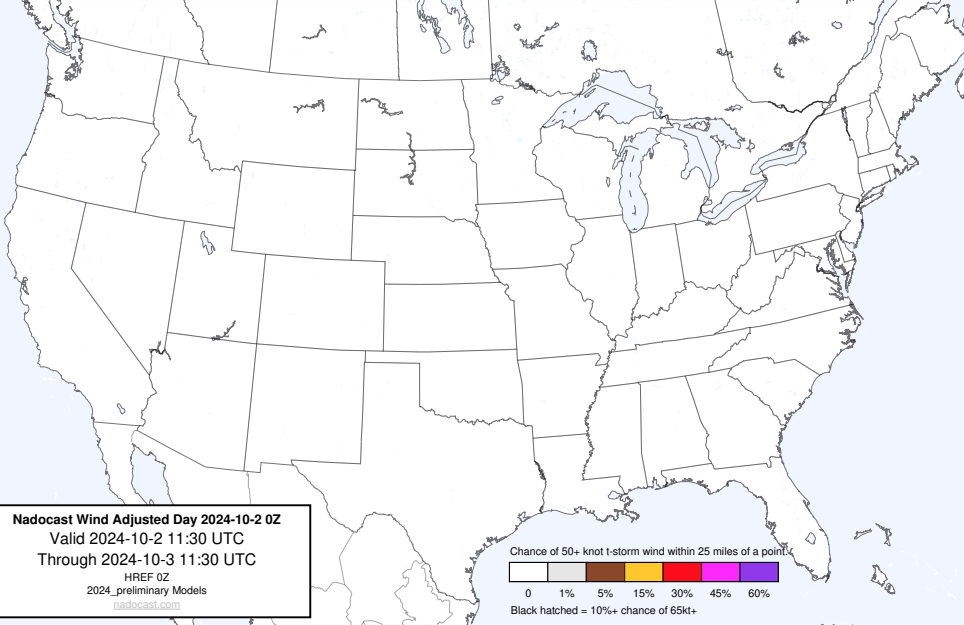 Nadocast Wind Adjusted Day 2024-10-2 0Z
Valid 2024-10-2 11:30 UTC
Through 2024-10-3 11:30 UTC
HREF 0Z
2024_preliminary Models
nadocast.com
Chance of 50+ knot t-storm wind within 25 miles of a point.
0 1% 5% 15% 30% 45% 60%
Black hatched = 10%+ chance of 65kt+